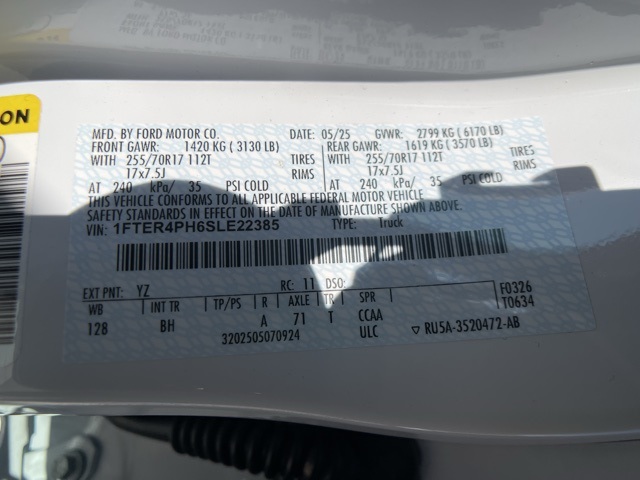 ON
MFD. BY FORD MOTOR CO. 05/25 GVWR: 2799 KG (6170 LB)
FRONT GAWR: 1420 KG (3130 LB) REAR GAWR: 1619 KG (3570 LB)
WITH 255/70R17 112T TIRES WITH 255/70R17 112T TIRES
17x7.5J RIMS 17x7.5J RIMS
AT 240 kPa/ 35 PSI COLD AT 240 kPa/ 35 PSI COLD
THIS VEHICLE CONFORMS TO ALL APPLICABLE FEDERAL MOTOR VEHICLE
SAFETY STANDARDS IN EFFECT ON THE DATE OF MANUFACTURE SHOWN ABOVE.
VIN: 1FTER4PH6SLE22385 TYPE: Truck
EXT PNT: YZ RC: 11 DSO: F0326
WB INT TR TP/PS R AXLE TR SPR T0634
128 BH A 71 T CCAA
3202505070924 ULC RU5A-3520472-AB